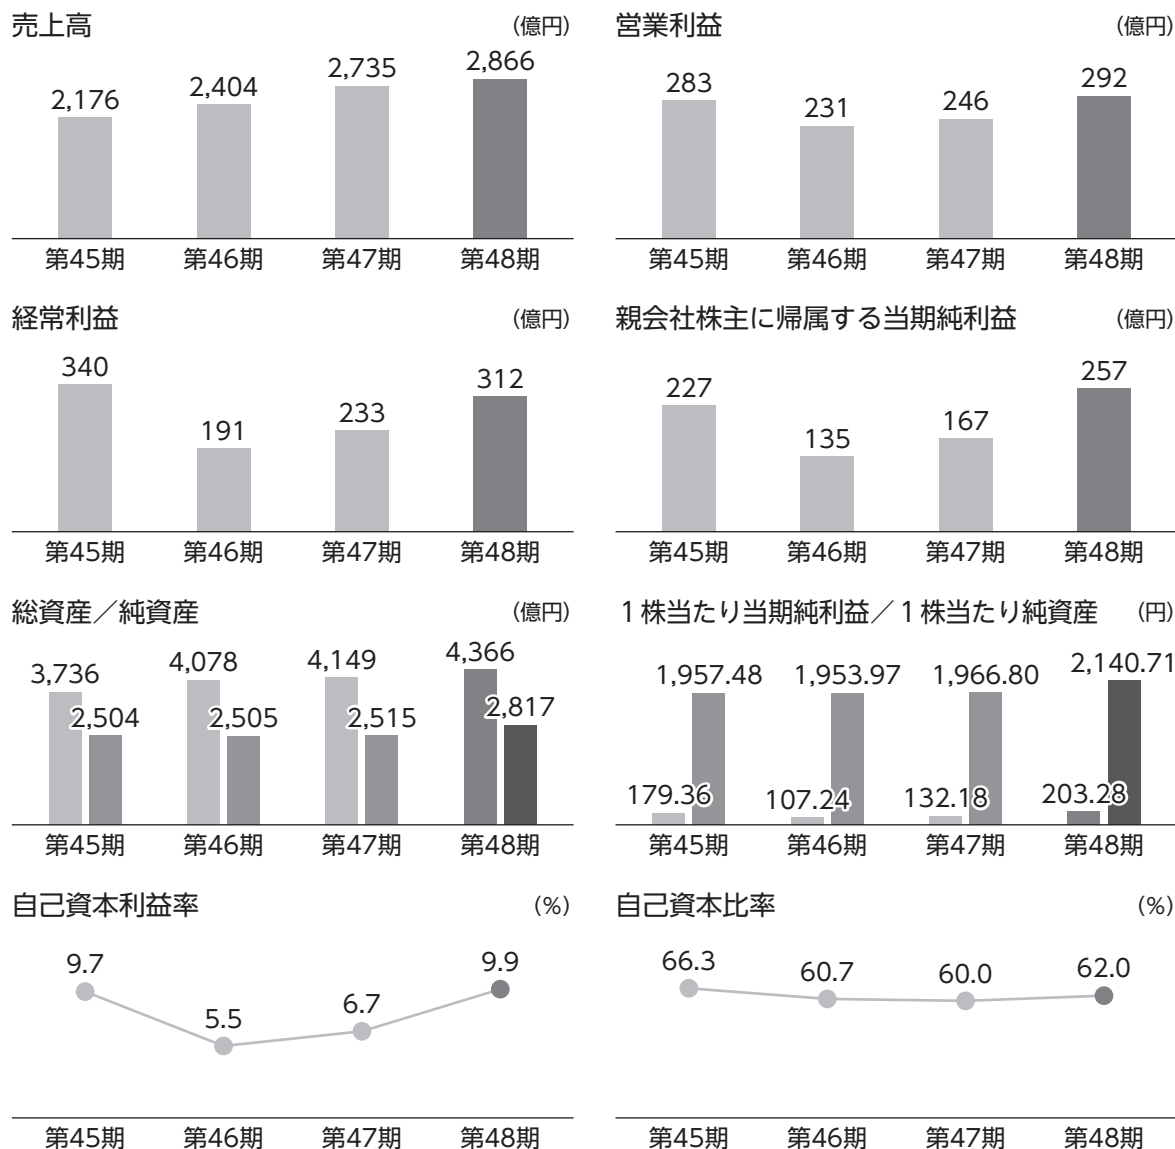 売上高 (億円)
2,176 2,404 2,735 2,866
第45期 第46期 第47期 第48期
営業利益 (億円)
283 231 246 292
第45期 第46期 第47期 第48期
経常利益 (億円)
340 191 233 312
第45期 第46期 第47期 第48期
親会社株主に帰属する当期純利益 (億円)
227 135 167 257
第45期 第46期 第47期 第48期
総資産/純資産 (億円)
3,736 2,504 4,078 2,505 4,149 2,515 4,366 2,817
第45期 第46期 第47期 第48期
1株当たり当期純利益/1株当たり純資産 (円)
179.36 1,957.48 107.24 1,953.97 132.18 1,966.80 203.28 2,140.71
第45期 第46期 第47期 第48期
自己資本利益率 (%)
9.7 5.5 6.7 9.9
第45期 第46期 第47期 第48期
自己資本比率 (%)
66.3 60.7 60.0 62.0
第45期 第46期 第47期 第48期